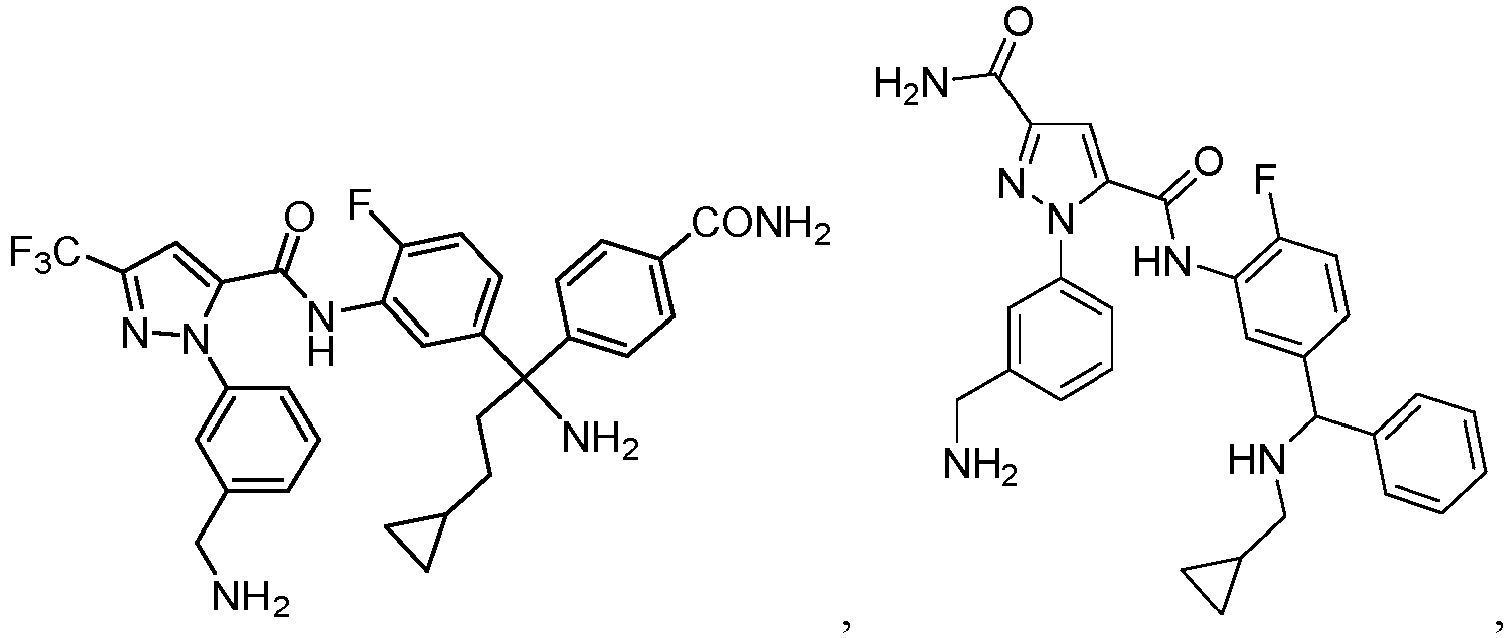 O
H₂N
O
N
F
N
O
F
CONH₂
F₃C
HN
N
H
N
N
NH₂
HN
NH₂
NH₂
, ,